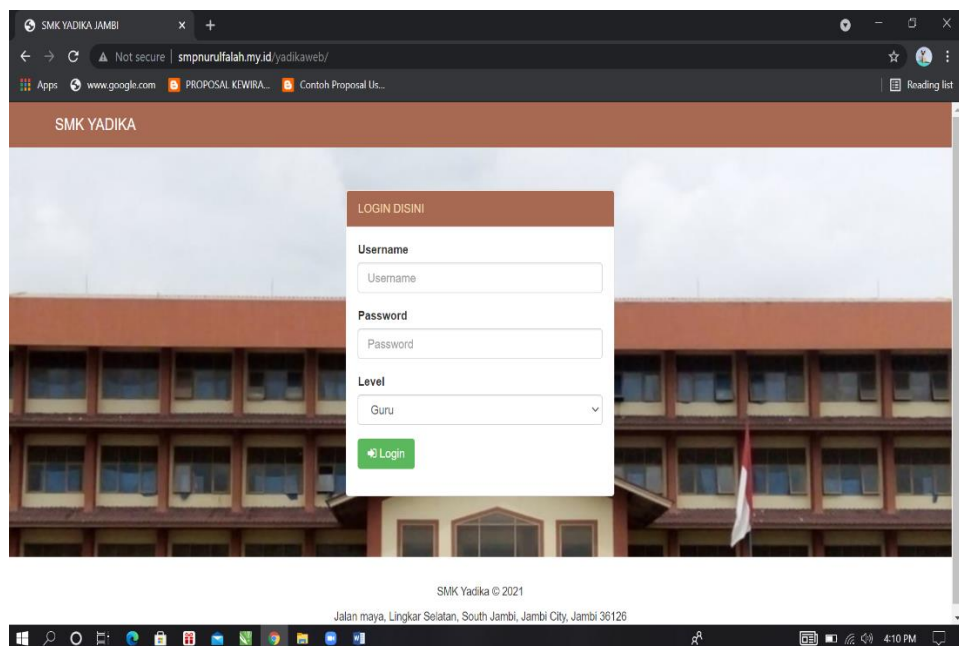 SMK YADIKA JAMBI
Not secure | smpnurulfalah.my.id/yadikaweb/
Apps www.google.com PROPOSAL KEWIRA... Contoh Proposal Us... Reading list
SMK YADIKA
LOGIN DISINI
Username
Username
Password
Password
Level
Guru
Login
SMK Yadika © 2021
Jalan maya, Lingkar Selatan, South Jambi, Jambi City, Jambi 36126
4:10 PM